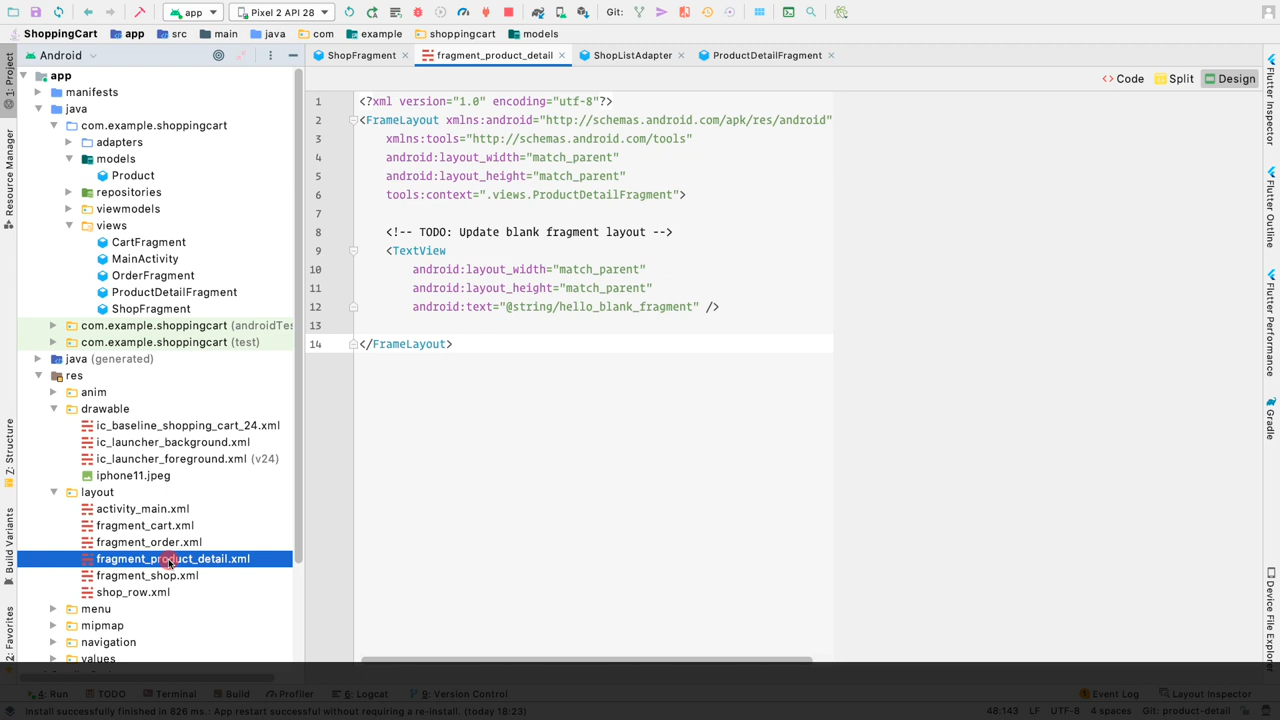 app
Pixel 2 API 28
Git:
ShoppingCart
app
src
main
java
com
example
shoppingcart
models
Android
ShopFragment
fragment_product_detail
ShopListAdapter
ProductDetailFragment
Code
Split
Design
1: Project
Resource Manager
Z: Structure
Build Variants
2: Favorites
app
manifests
java
com.example.shoppingcart
adapters
models
Product
repositories
viewmodels
views
CartFragment
MainActivity
OrderFragment
ProductDetailFragment
ShopFragment
com.example.shoppingcart (androidTes
com.example.shoppingcart (test)
java (generated)
res
anim
drawable
ic_baseline_shopping_cart_24.xml
ic_launcher_background.xml
ic_launcher_foreground.xml (v24)
iphone11.jpeg
layout
activity_main.xml
fragment_cart.xml
fragment_order.xml
fragment_product_detail.xml
fragment_shop.xml
shop_row.xml
menu
mipmap
navigation
values
1 <?xml version="1.0" encoding="utf-8"?>
2 <FrameLayout xmlns:android="http://schemas.android.com/apk/res/android"
3 xmlns:tools="http://schemas.android.com/tools"
4 android:layout_width="match_parent"
5 android:layout_height="match_parent"
6 tools:context=".views.ProductDetailFragment">
7
8 <!-- TODO: Update blank fragment layout -->
9 <TextView
10 android:layout_width="match_parent"
11 android:layout_height="match_parent"
12 android:text="@string/hello_blank_fragment" />
13
14 </FrameLayout>
Flutter Inspector
Flutter Outline
Flutter Performance
Gradle
Device File Explorer
4: Run
TODO
Terminal
Build
Profiler
6: Logcat
9: Version Control
Event Log
Layout Inspector
Install successfully finished in 826 ms.: App restart successful without requiring a re-install. (today 18:23)
48:143
LF
UTF-8
4 spaces
Git: product-detail